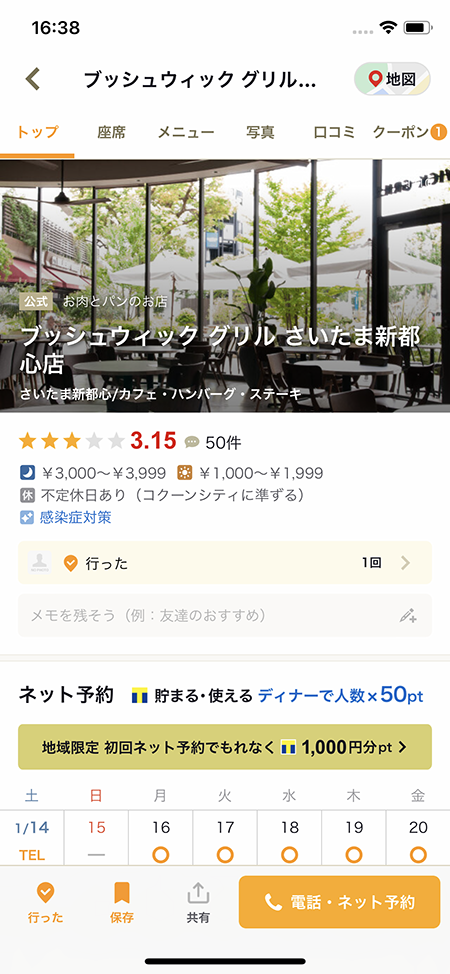 16:38
ブッシュウィック グリル...
地図
トップ 座席 メニュー 写真 口コミ クーポン 1
公式 お肉とパンのお店
ブッシュウィック グリル さいたま新都
心店
さいたま新都心/カフェ・ハンバーグ・ステーキ
3.15 50件
¥3,000～¥3,999 ¥1,000～¥1,999
休 不定休日あり（コクーンシティに準ずる）
感染症対策
行った 1回
メモを残そう（例：友達のおすすめ）
ネット予約 貯まる・使える ディナーで人数×50pt
地域限定 初回ネット予約でもれなく 1,000円分pt
土 日 月 火 水 木 金
1/14 15 16 17 18 19 20
TEL ―
行った 保存 共有 電話・ネット予約